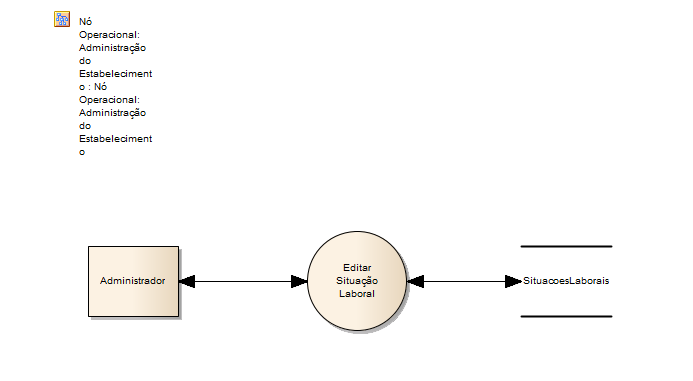 Nó
Operacional:
Administração
do
Estabeleciment
o : Nó
Operacional:
Administração
do
Estabeleciment
o
Administrador
Editar
Situação
Laboral
SituacoesLaborais